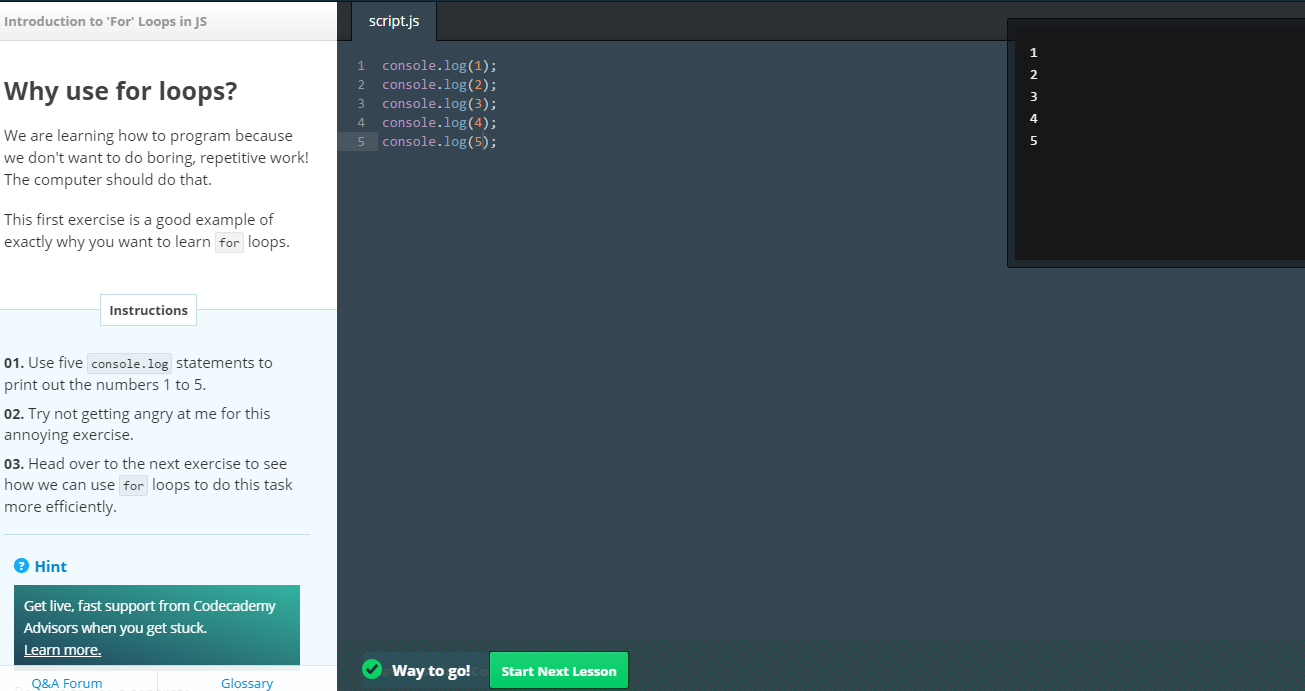 Introduction to 'For' Loops in JS
Why use for loops?
We are learning how to program because
we don't want to do boring, repetitive work!
The computer should do that.
This first exercise is a good example of
exactly why you want to learn for loops.
Instructions
01. Use five console.log statements to
print out the numbers 1 to 5.
02. Try not getting angry at me for this
annoying exercise.
03. Head over to the next exercise to see
how we can use for loops to do this task
more efficiently.
? Hint
Get live, fast support from Codecademy
Advisors when you get stuck.
Learn more.
Q&A Forum
Glossary
script.js
1 console.log(1);
2 console.log(2);
3 console.log(3);
4 console.log(4);
5 console.log(5);
1
2
3
4
5
Way to go!
Start Next Lesson